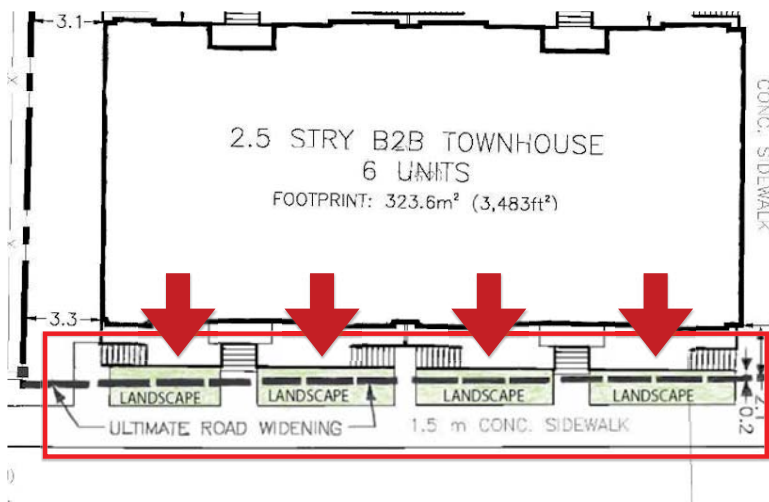 3.1
2.5 STRY B2B TOWNHOUSE
6 UNITS
FOOTPRINT: 323.6m² (3,483ft²)
CONC. SIDEWALK
3.3
LANDSCAPE
LANDSCAPE
LANDSCAPE
LANDSCAPE
ULTIMATE ROAD WIDENING
1.5 m CONC. SIDEWALK
2.1
0.2